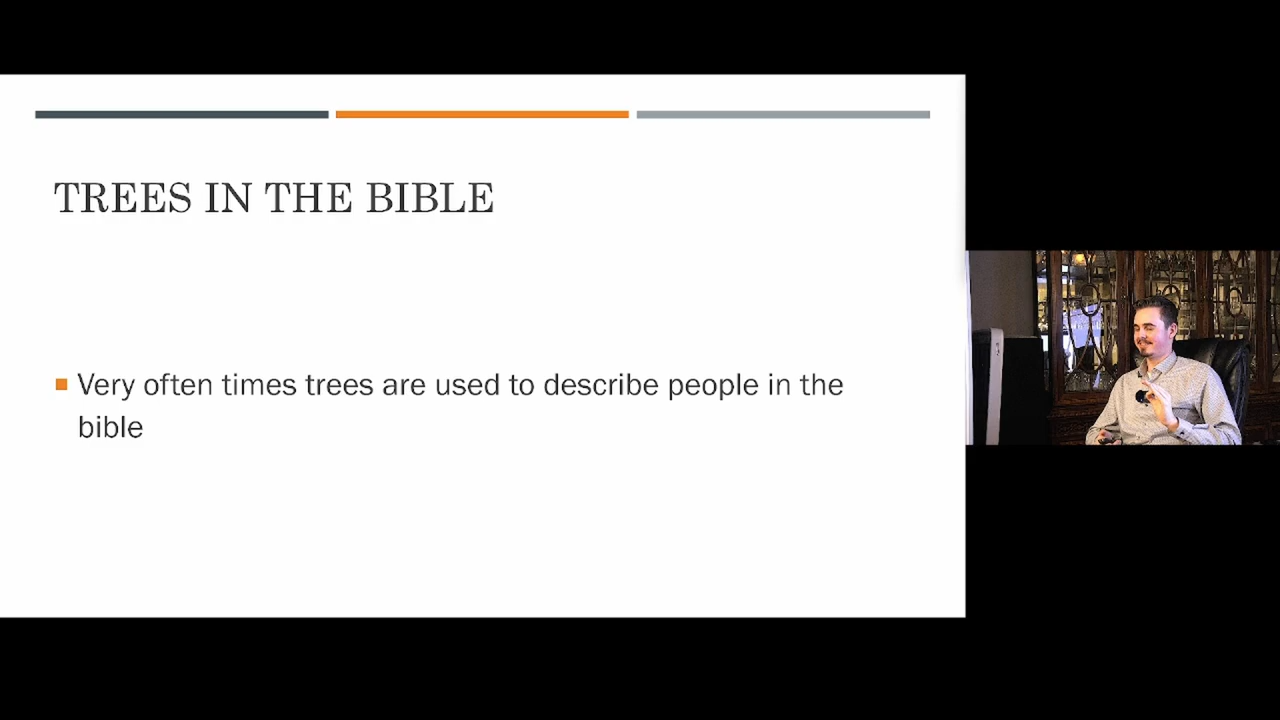 TREES IN THE BIBLE
Very often times trees are used to describe people in the
bible